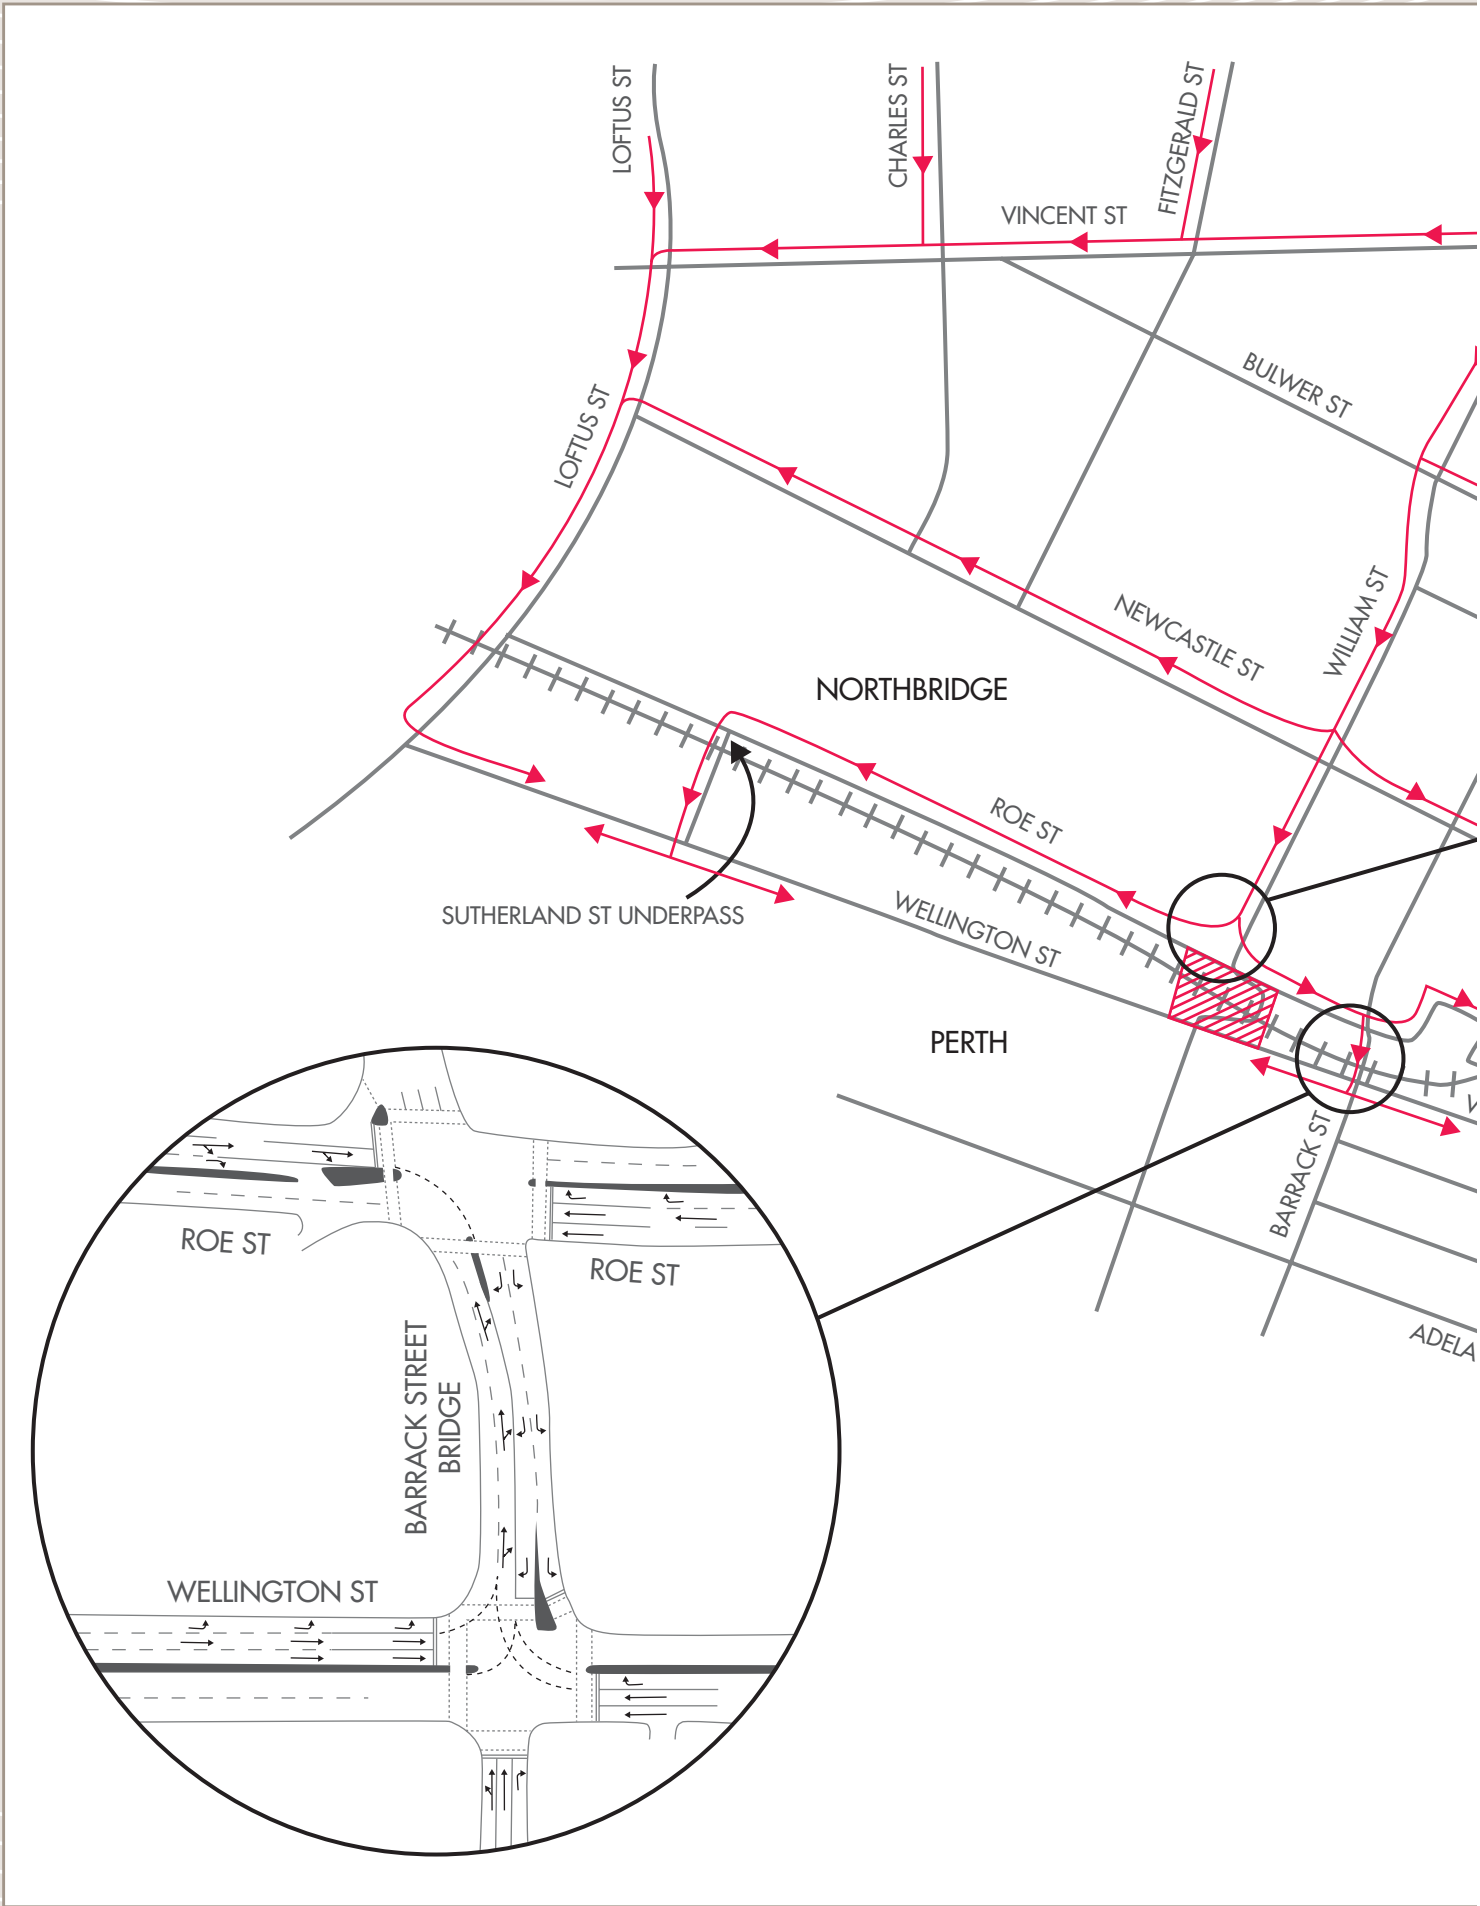 LOFTUS ST
CHARLES ST
FITZGERALD ST
VINCENT ST
BULWER ST
LOFTUS ST
NEWCASTLE ST
WILLIAM ST
NORTHBRIDGE
ROE ST
WELLINGTON ST
SUTHERLAND ST UNDERPASS
PERTH
W
BARRACK ST
ADELA
ROE ST
ROE ST
BARRACK STREET
BRIDGE
WELLINGTON ST